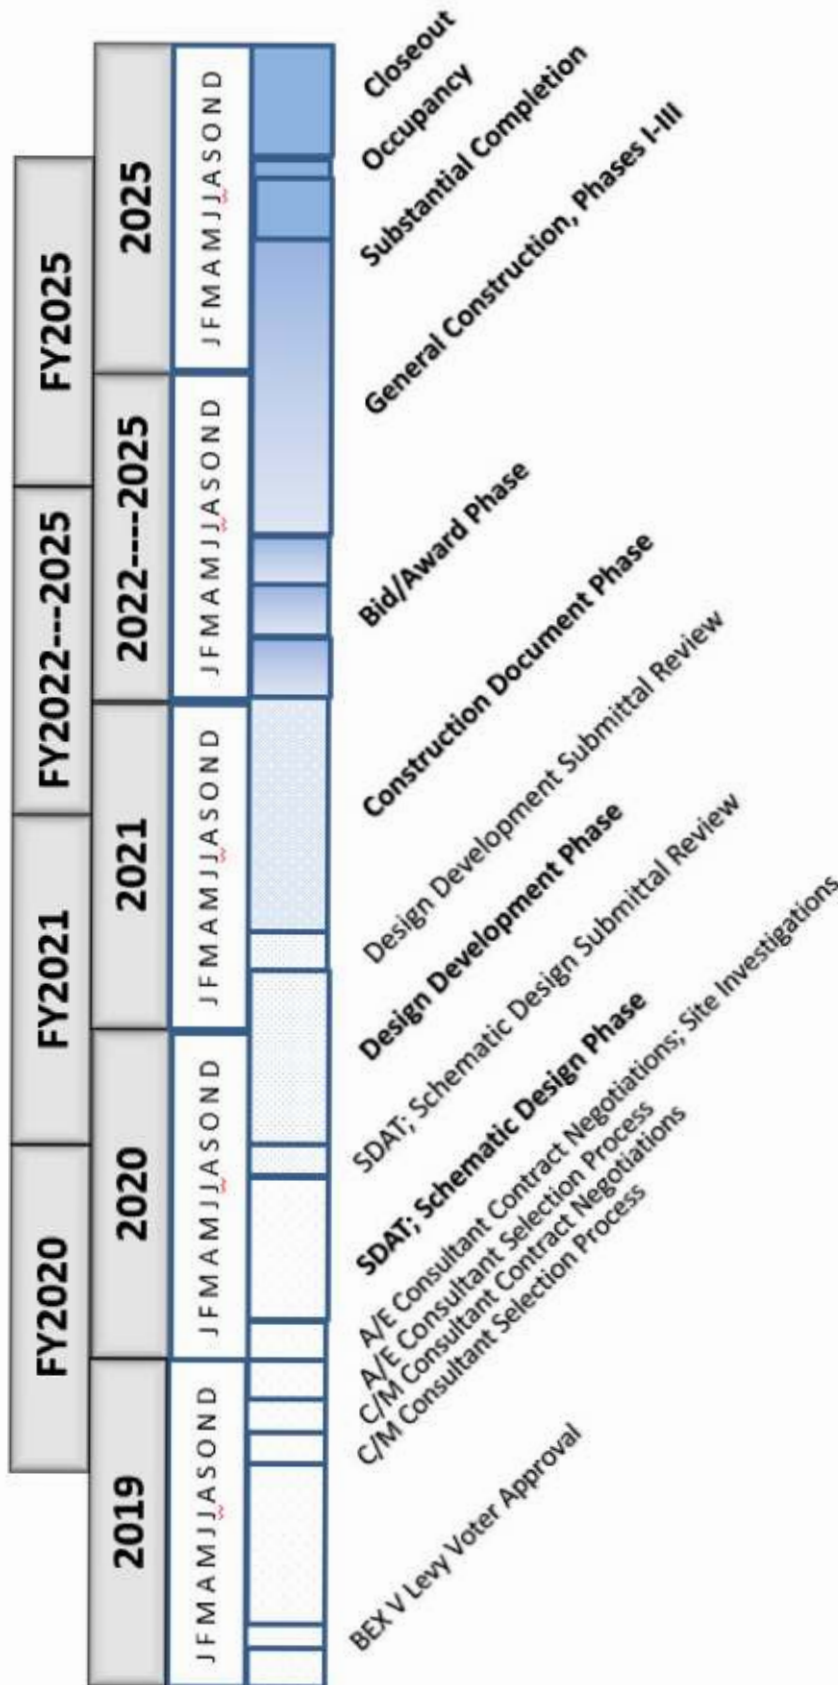 FY2020
FY2021
FY2022---2025
FY2025
2019
2020
2021
2022-----2025
2025
J F M A M J J A S O N D
J F M A M J J A S O N D
J F M A M J J A S O N D
J F M A M J J A S O N D
J F M A M J J A S O N D
BEX V Levy Voter Approval
C/M Consultant Selection Process
C/M Consultant Contract Negotiations
A/E Consultant Selection Process
A/E Consultant Contract Negotiations; Site Investigations
SDAT; Schematic Design Phase
SDAT; Schematic Design Submittal Review
Design Development Phase
Design Development Submittal Review
Construction Document Phase
Bid/Award Phase
General Construction, Phases I-III
Substantial Completion
Occupancy
Closeout